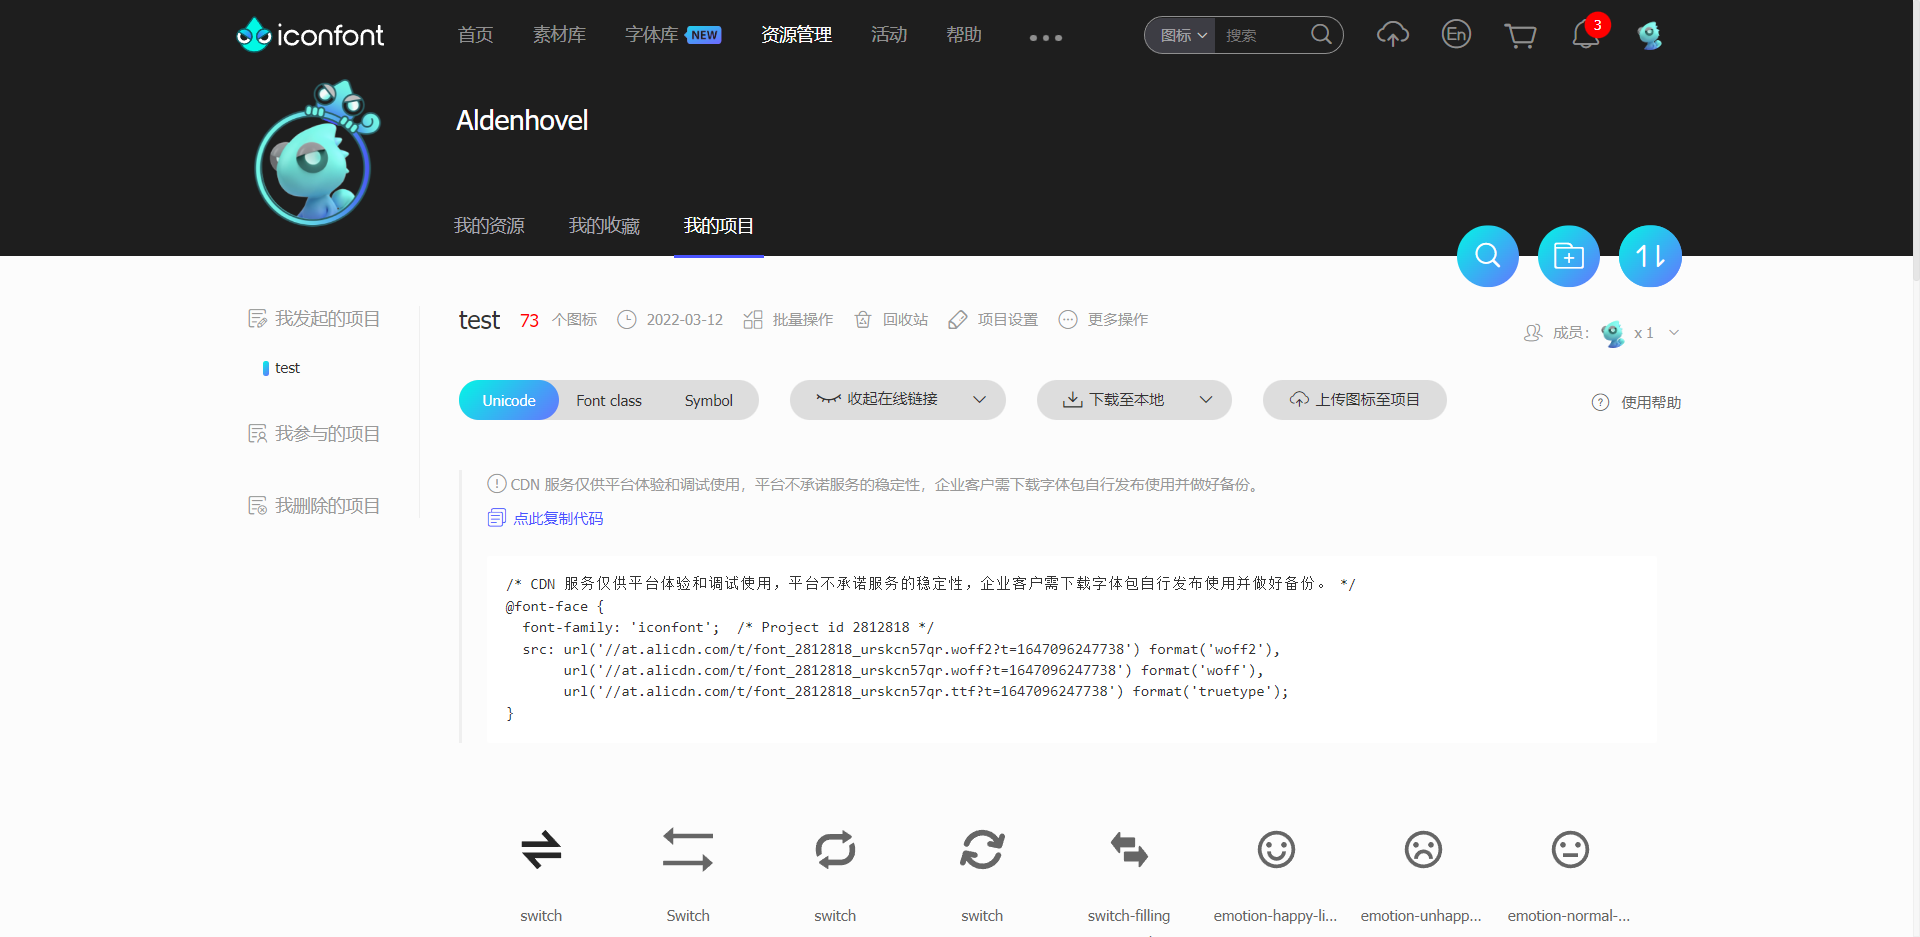 iconfont 首页 素材库 字体库 NEW 资源管理 活动 帮助 ••• 图标 搜索 En 3
Aldenhovel
我的资源 我的收藏 我的项目
我发起的项目
test
我参与的项目
我删除的项目
test 73 个图标 2022-03-12 批量操作 回收站 项目设置 更多操作
成员： x 1
Unicode Font class Symbol 收起在线链接 下载至本地 上传图标至项目 使用帮助
CDN 服务仅供平台体验和调试使用，平台不承诺服务的稳定性，企业客户需下载字体包自行发布使用并做好备份。
点此复制代码
/* CDN 服务仅供平台体验和调试使用，平台不承诺服务的稳定性，企业客户需下载字体包自行发布使用并做好备份。 */
@font-face {
  font-family: 'iconfont';  /* Project id 2812818 */
  src: url('//at.alicdn.com/t/font_2812818_urskcn57qr.woff2?t=1647096247738') format('woff2'),
       url('//at.alicdn.com/t/font_2812818_urskcn57qr.woff?t=1647096247738') format('woff'),
       url('//at.alicdn.com/t/font_2812818_urskcn57qr.ttf?t=1647096247738') format('truetype');
}
switch Switch switch switch switch-filling emotion-happy-li... emotion-unhapp... emotion-normal-...